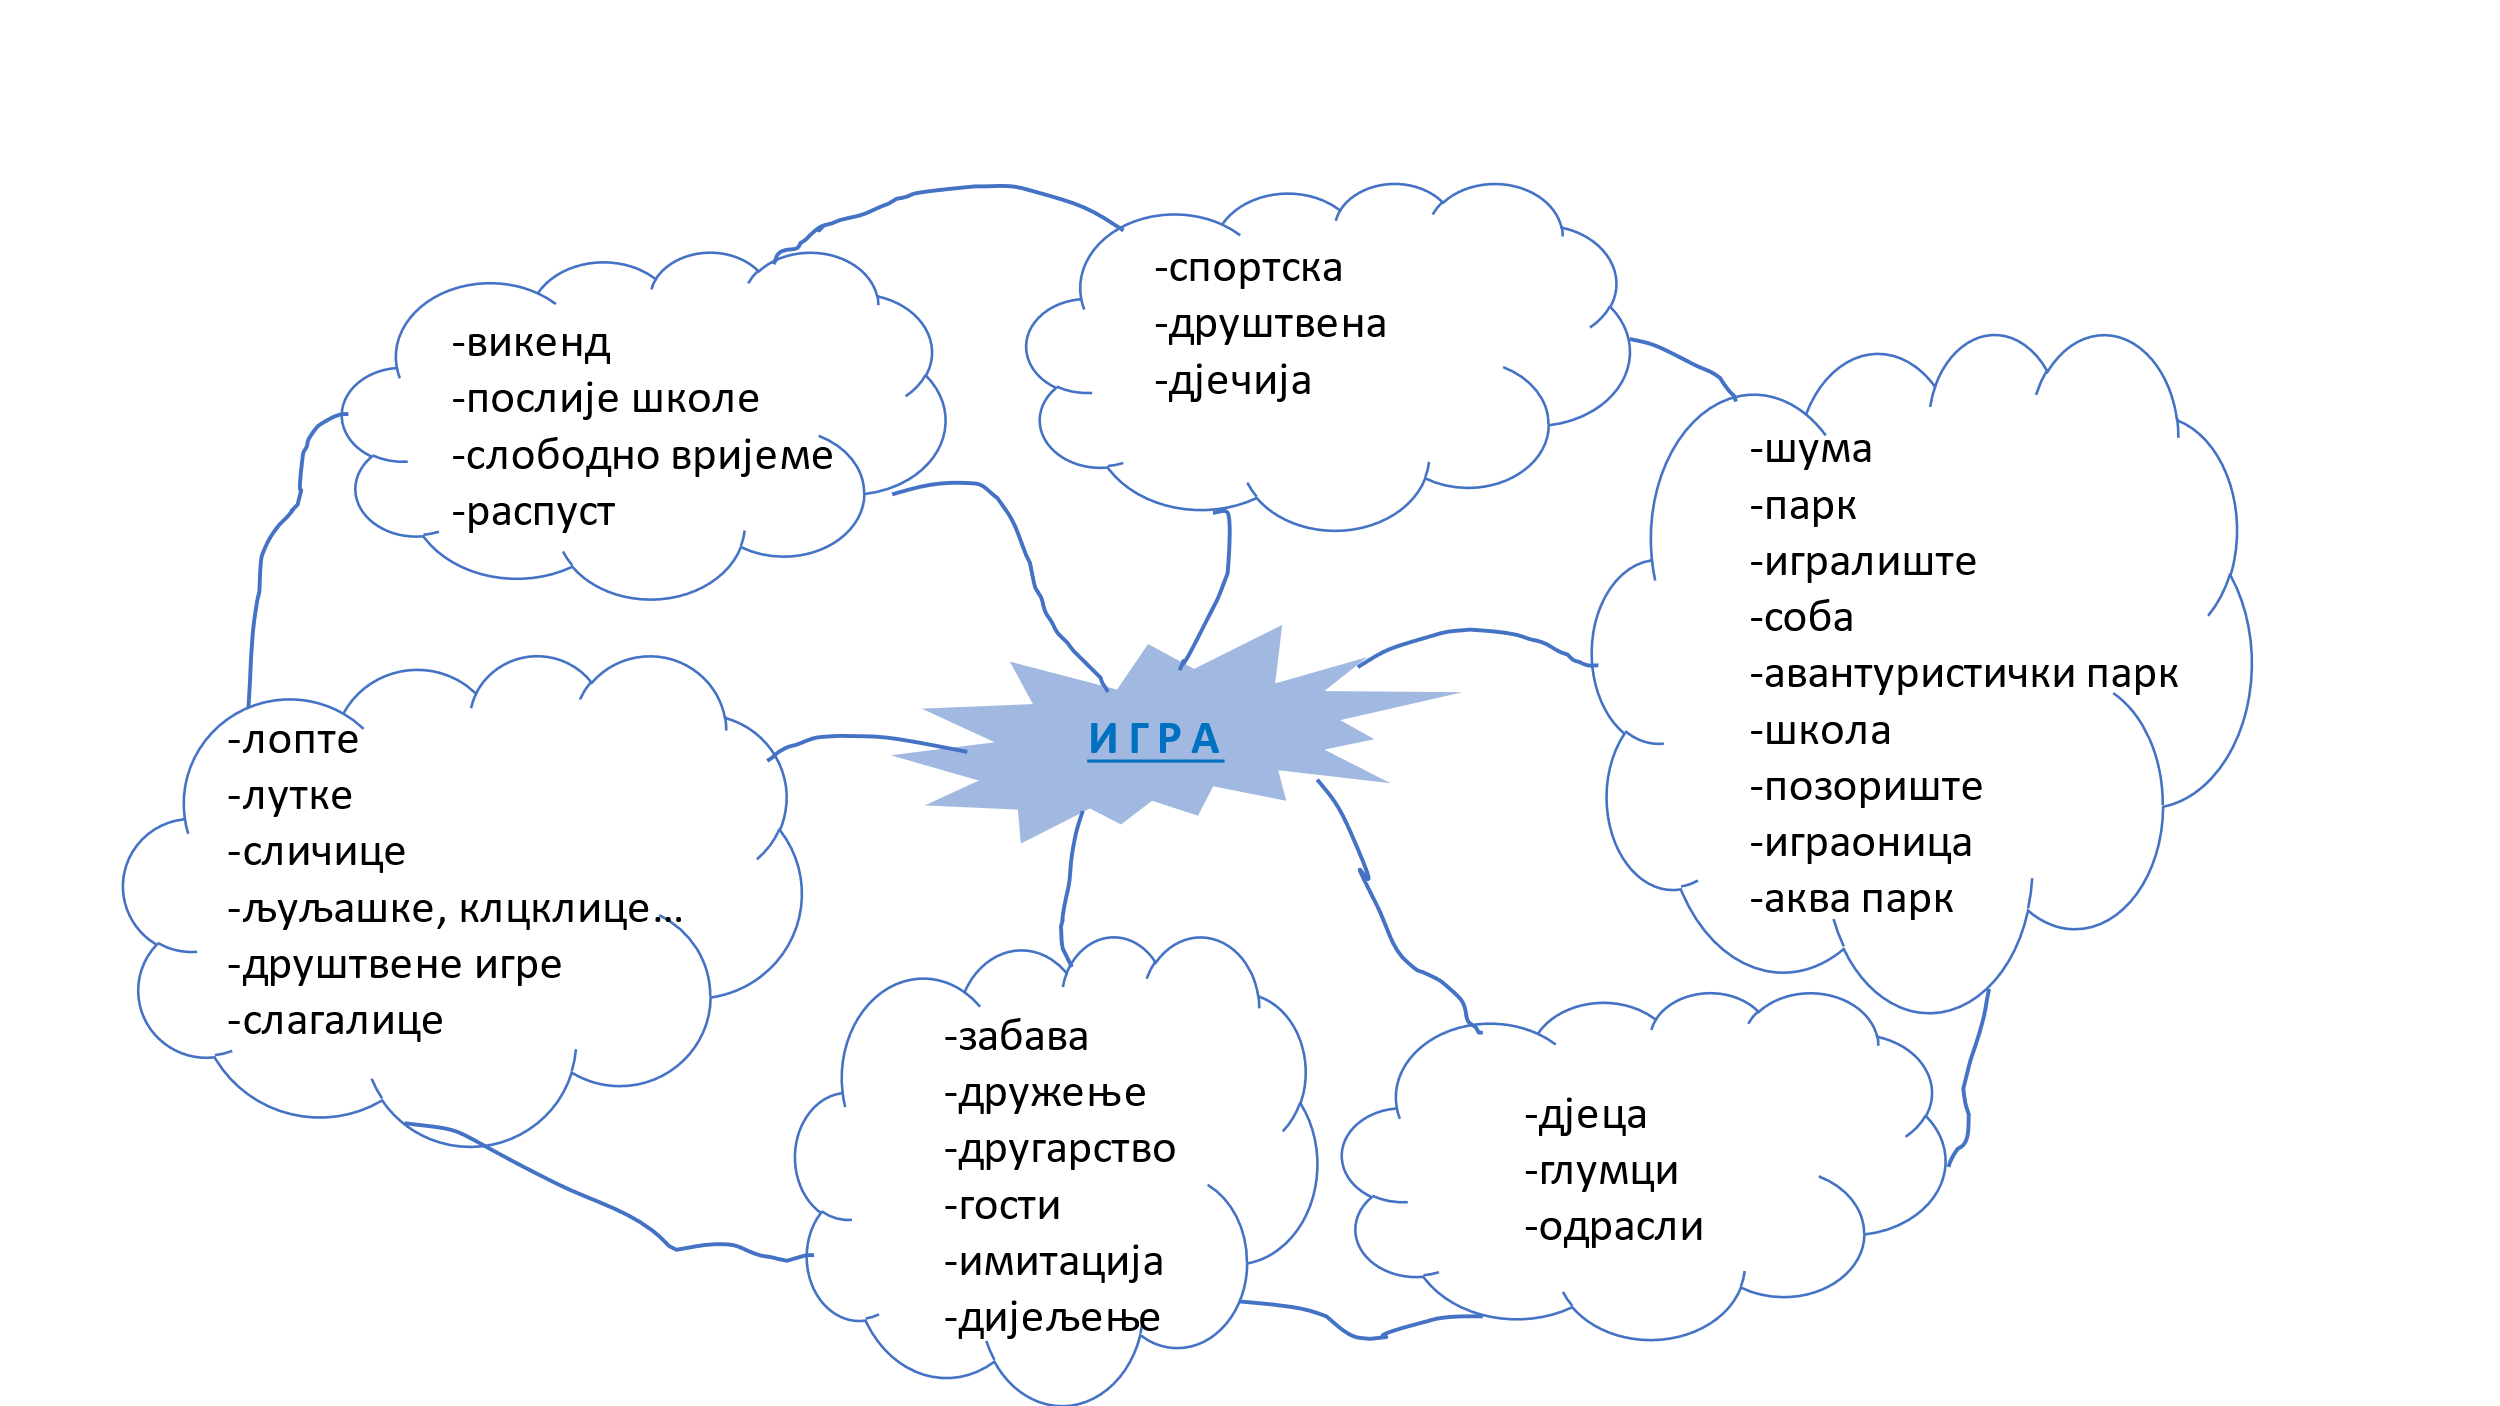 -спортска
-друштвена
-дјечија
-викенд
-послије школе
-слободно вријеме
-распуст
-шума
-парк
-игралиште
-соба
-авантуристички парк
-школа
-позориште
-играоница
-аква парк
ИГРА
-лопте
-лутке
-сличице
-љуљашке, клцклице...
-друштвене игре
-слагалице
-забава
-дружење
-другарство
-гости
-имитација
-дијељење
-дјеца
-глумци
-одрасли